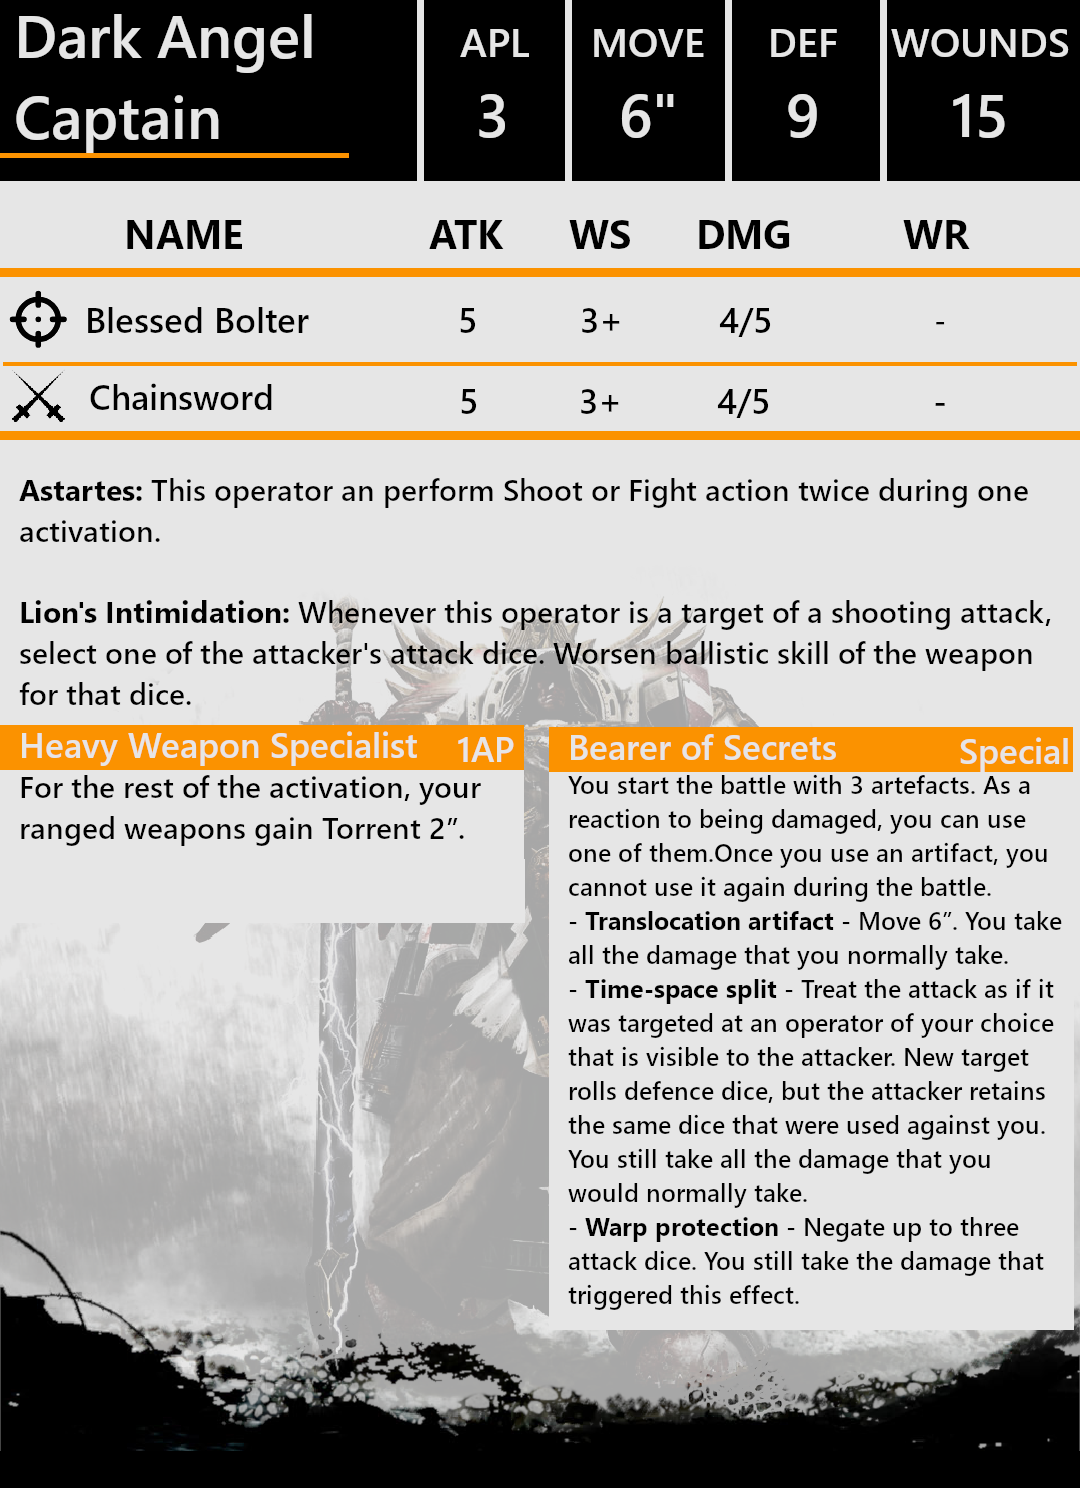 Dark Angel
Captain
APL MOVE DEF WOUNDS
3 6" 9 15
NAME ATK WS DMG WR
Blessed Bolter 5 3+ 4/5 -
Chainsword 5 3+ 4/5 -
Astartes: This operator an perform Shoot or Fight action twice during one
activation.
Lion's Intimidation: Whenever this operator is a target of a shooting attack,
select one of the attacker's attack dice. Worsen ballistic skill of the weapon
for that dice.
Heavy Weapon Specialist 1AP
For the rest of the activation, your
ranged weapons gain Torrent 2”.
Bearer of Secrets Special
You start the battle with 3 artefacts. As a
reaction to being damaged, you can use
one of them.Once you use an artifact, you
cannot use it again during the battle.
- Translocation artifact - Move 6”. You take
all the damage that you normally take.
- Time-space split - Treat the attack as if it
was targeted at an operator of your choice
that is visible to the attacker. New target
rolls defence dice, but the attacker retains
the same dice that were used against you.
You still take all the damage that you
would normally take.
- Warp protection - Negate up to three
attack dice. You still take the damage that
triggered this effect.